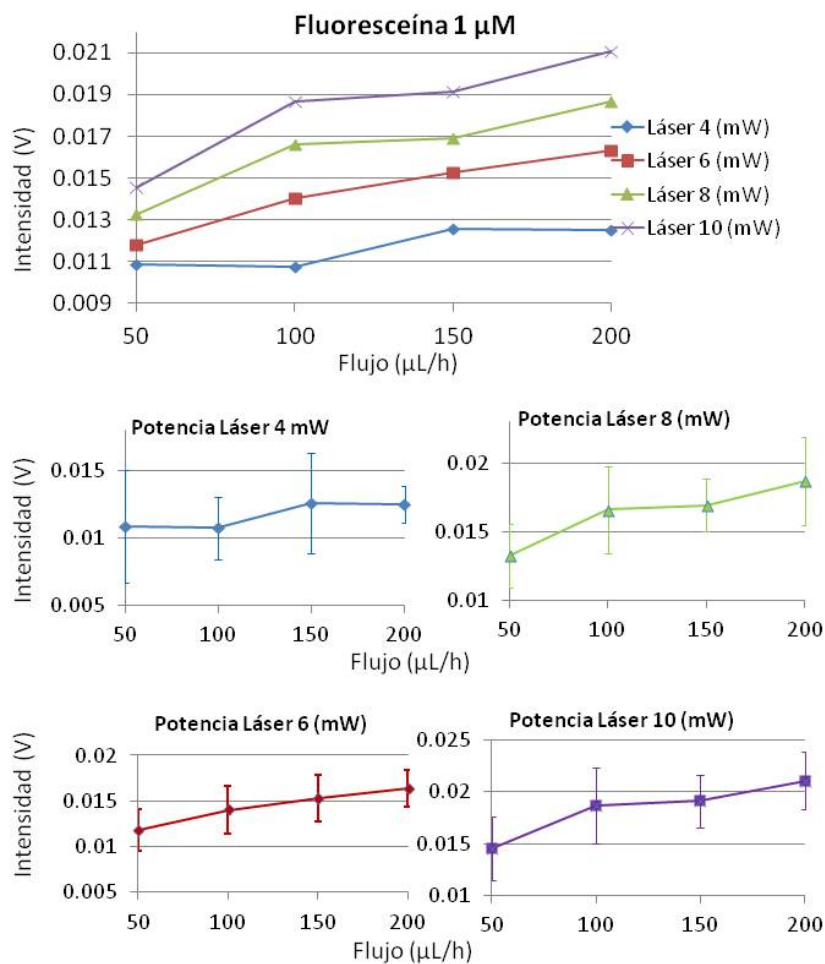 Fluoresceína 1 µM
Intensidad (V)
0.021
0.019
0.017
0.015
0.013
0.011
0.009
50 100 150 200
Flujo (µL/h)
Láser 4 (mW)
Láser 6 (mW)
Láser 8 (mW)
Láser 10 (mW)
Potencia Láser 4 mW
Intensidad (V)
0.015
0.01
0.005
50 100 150 200
Potencia Láser 8 (mW)
0.02
0.015
0.01
50 100 150 200
Flujo (µL/h)
Potencia Láser 6 (mW)
Intensidad (V)
0.02
0.015
0.01
0.005
50 100 150 200
Potencia Láser 10 (mW)
0.025
0.02
0.015
0.01
50 100 150 200
Flujo (µL/h)